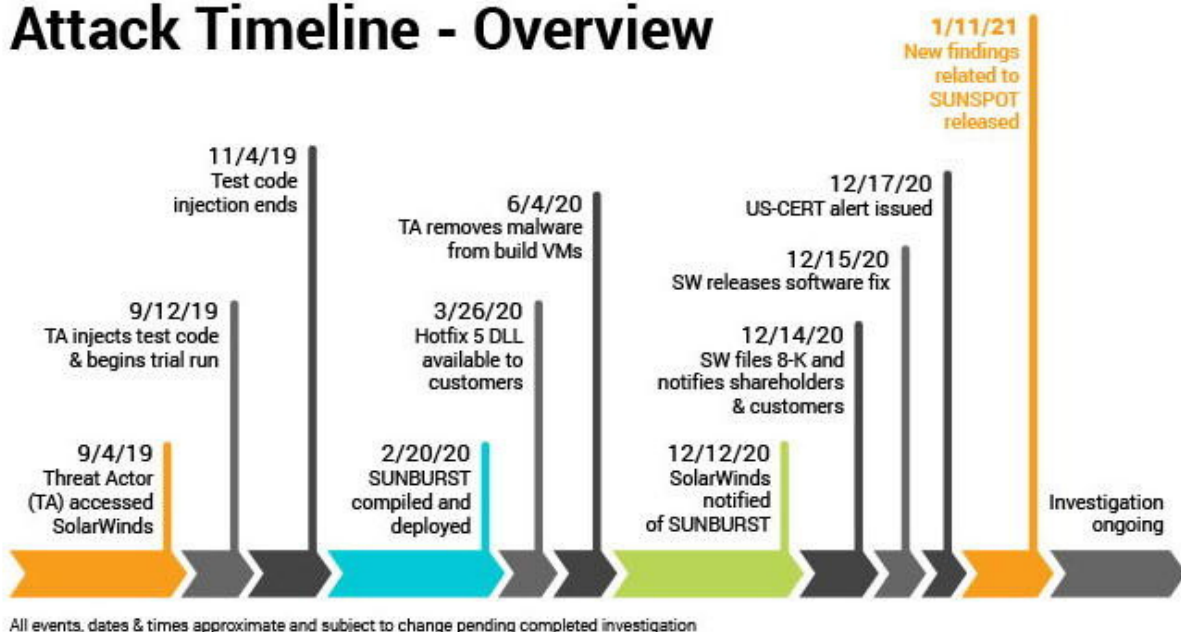 Attack Timeline - Overview
9/4/19
Threat Actor
(TA) accessed
SolarWinds
9/12/19
TA injects test code
& begins trial run
11/4/19
Test code
injection ends
2/20/20
SUNBURST
compiled and
deployed
3/26/20
Hotfix 5 DLL
available to
customers
6/4/20
TA removes malware
from build VMs
12/12/20
SolarWinds
notified
of SUNBURST
12/14/20
SW files 8-K and
notifies shareholders
& customers
12/15/20
SW releases software fix
12/17/20
US-CERT alert issued
1/11/21
New findings
related to
SUNSPOT
released
Investigation
ongoing
All events, dates & times approximate and subject to change pending completed investigation